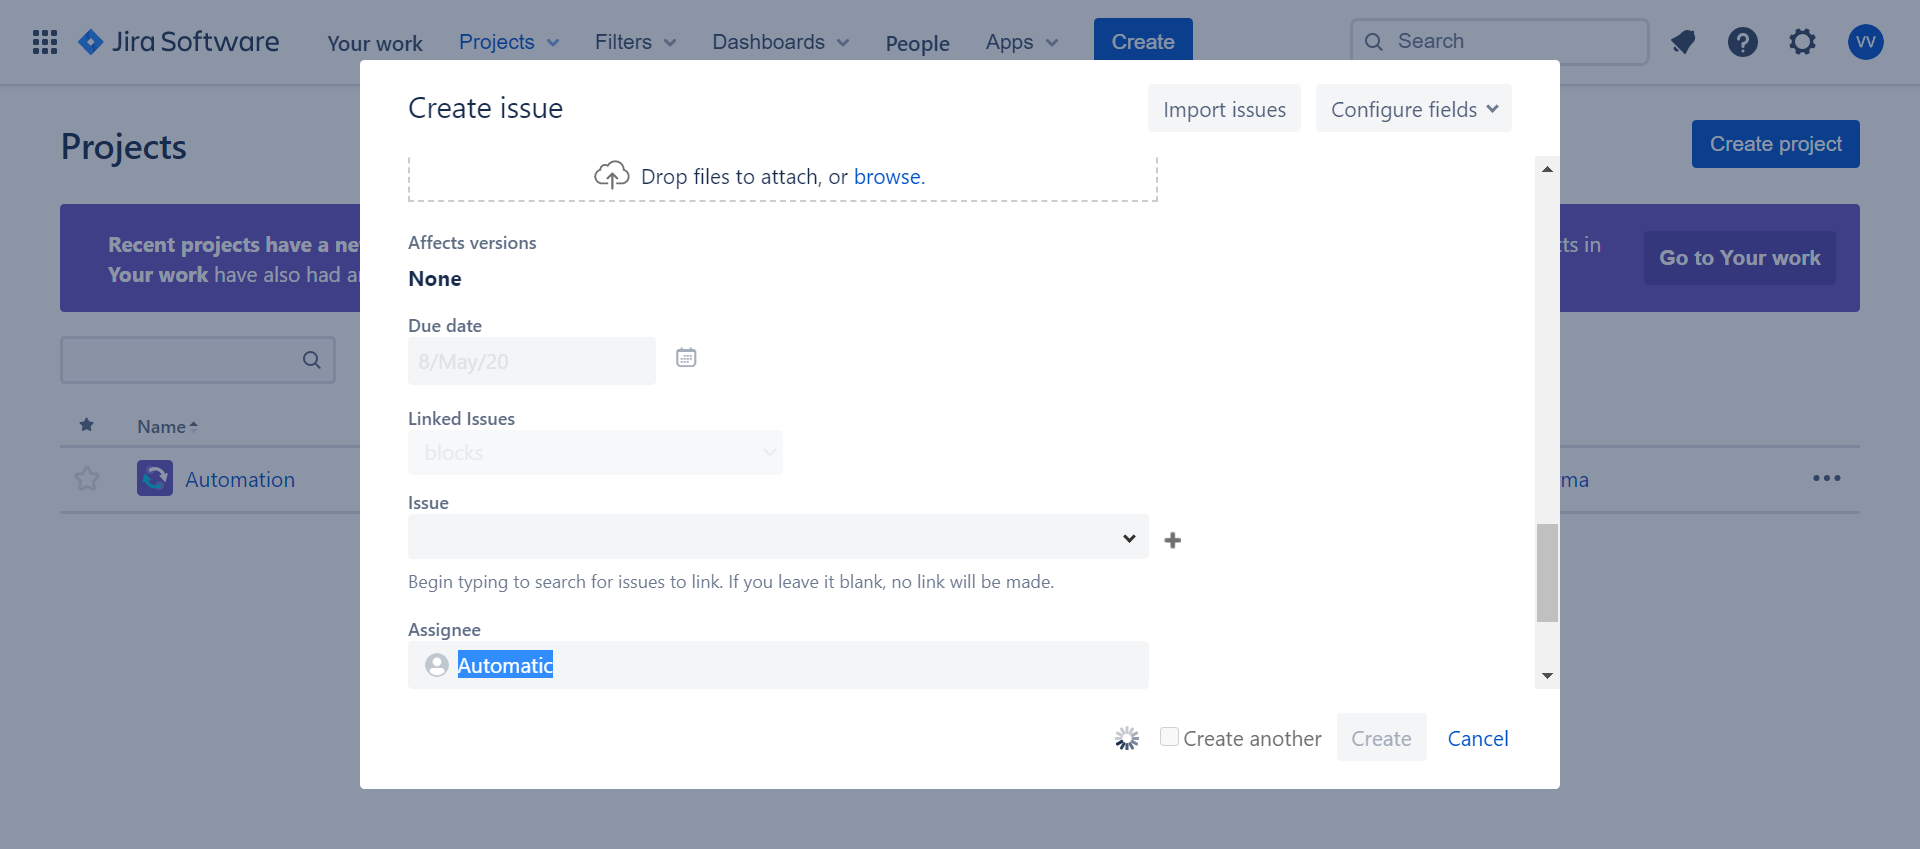 Jira Software Your work Projects Filters Dashboards People Apps Create Search VV
Create issue Import issues Configure fields
Projects Create project
Drop files to attach, or browse.
Recent projects have a ne
Your work have also had a
cts in
Go to Your work
Affects versions
None
Due date
8/May/20
Linked Issues
blocks
Name
Automation
ma
Issue
Begin typing to search for issues to link. If you leave it blank, no link will be made.
Assignee
Automatic
Create another Create Cancel